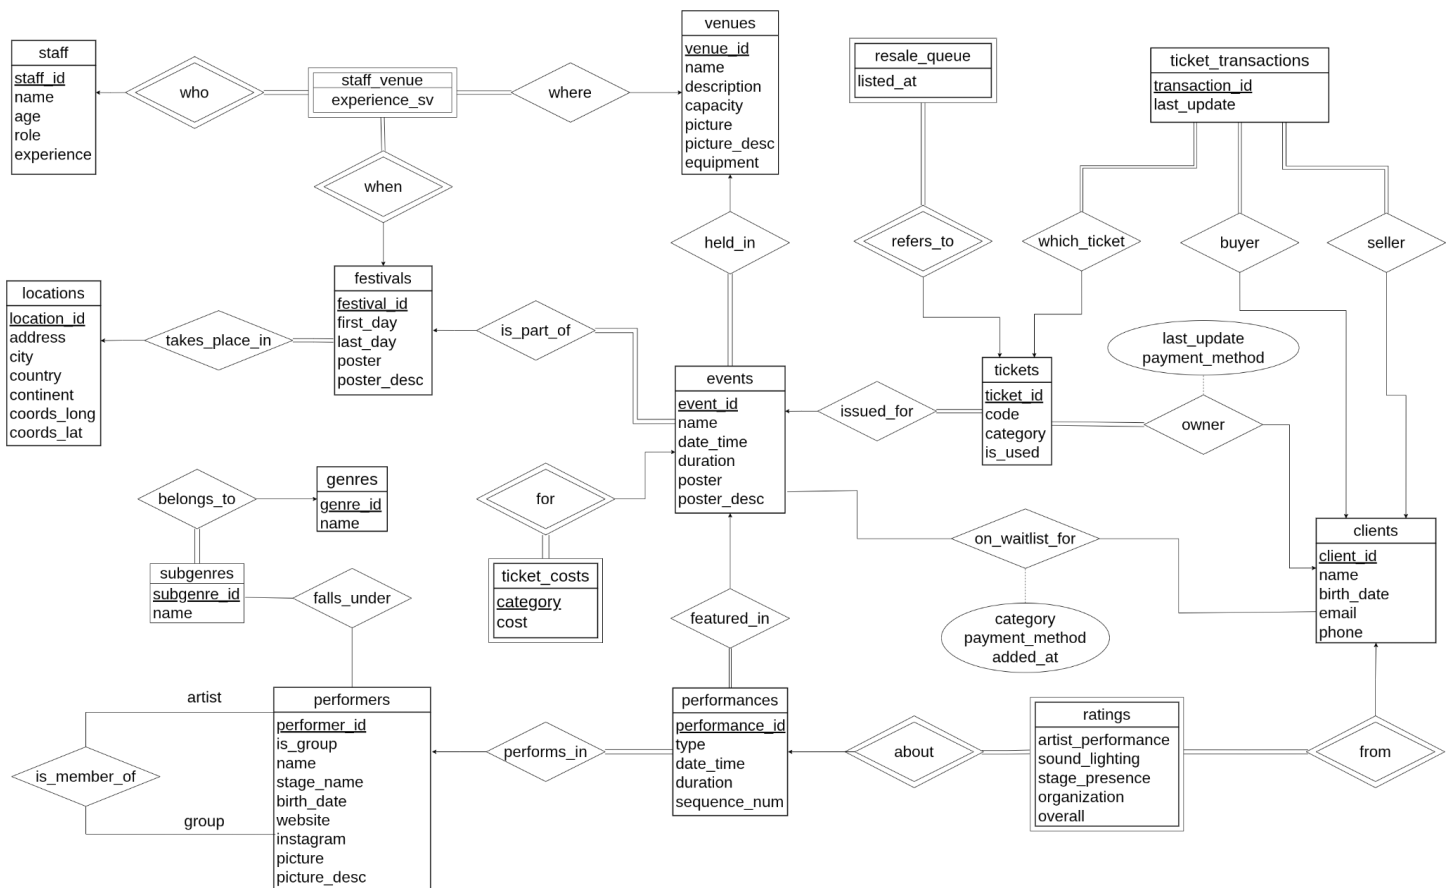 staff
staff_id
name
age
role
experience
who
staff_venue
experience_sv
where
venues
venue_id
name
description
capacity
picture
picture_desc
equipment
resale_queue
listed_at
ticket_transactions
transaction_id
last_update
when
held_in
refers_to
which_ticket
buyer
seller
locations
location_id
address
city
country
continent
coords_long
coords_lat
takes_place_in
festivals
festival_id
first_day
last_day
poster
poster_desc
is_part_of
events
event_id
name
date_time
duration
poster
poster_desc
issued_for
tickets
ticket_id
code
category
is_used
last_update
payment_method
owner
belongs_to
genres
genre_id
name
for
on_waitlist_for
clients
client_id
name
birth_date
email
phone
subgenres
subgenre_id
name
falls_under
ticket_costs
category
cost
featured_in
category
payment_method
added_at
artist
is_member_of
group
performers
performer_id
is_group
name
stage_name
birth_date
website
instagram
picture
picture_desc
performs_in
performances
performance_id
type
date_time
duration
sequence_num
about
ratings
artist_performance
sound_lighting
stage_presence
organization
overall
from